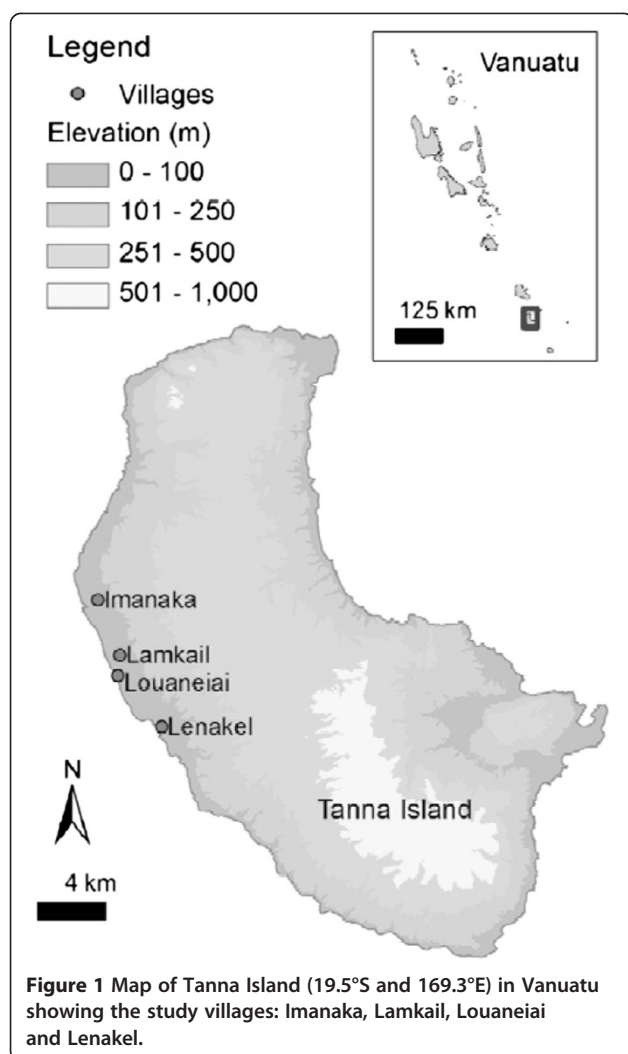 Legend
Villages
Elevation (m)
0 - 100
101 - 250
251 - 500
501 - 1,000
Vanuatu
125 km
Imanaka
Lamkail
Louaneiai
Lenakel
N
Tanna Island
4 km
Figure 1 Map of Tanna Island (19.5°S and 169.3°E) in Vanuatu
showing the study villages: Imanaka, Lamkail, Louaneiai
and Lenakel.